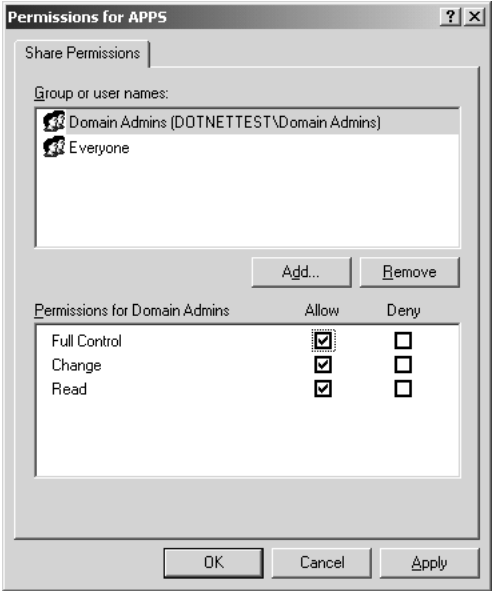 Permissions for APPS
Share Permissions
Group or user names:
Domain Admins (DOTNETTEST\Domain Admins)
Everyone
Add... Remove
Permissions for Domain Admins Allow Deny
Full Control
Change
Read
OK Cancel Apply